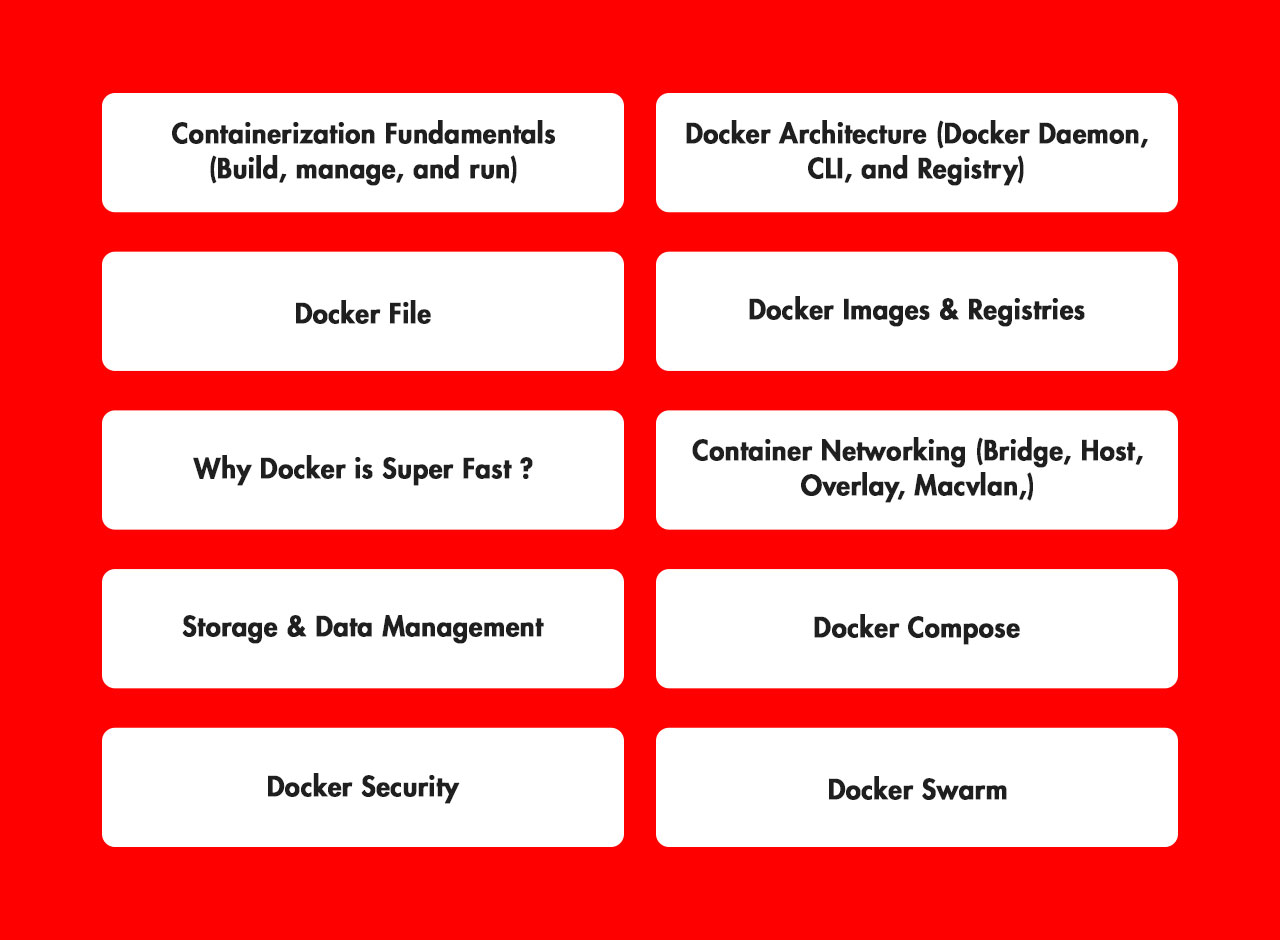 Containerization Fundamentals
(Build, manage, and run)
Docker Architecture (Docker Daemon,
CLI, and Registry)
Docker File
Docker Images & Registries
Why Docker is Super Fast ?
Container Networking (Bridge, Host,
Overlay, Macvlan,)
Storage & Data Management
Docker Compose
Docker Security
Docker Swarm